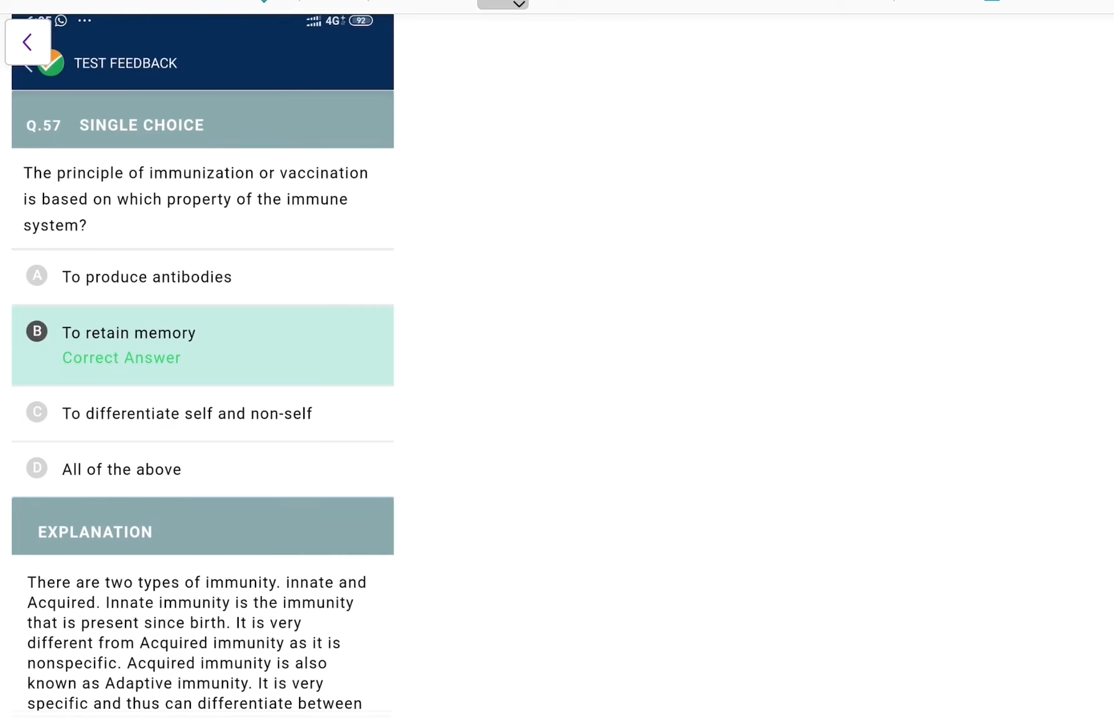 4G+ 92
TEST FEEDBACK
Q.57 SINGLE CHOICE
The principle of immunization or vaccination
is based on which property of the immune
system?
A To produce antibodies
B To retain memory
Correct Answer
C To differentiate self and non-self
D All of the above
EXPLANATION
There are two types of immunity. innate and
Acquired. Innate immunity is the immunity
that is present since birth. It is very
different from Acquired immunity as it is
nonspecific. Acquired immunity is also
known as Adaptive immunity. It is very
specific and thus can differentiate between